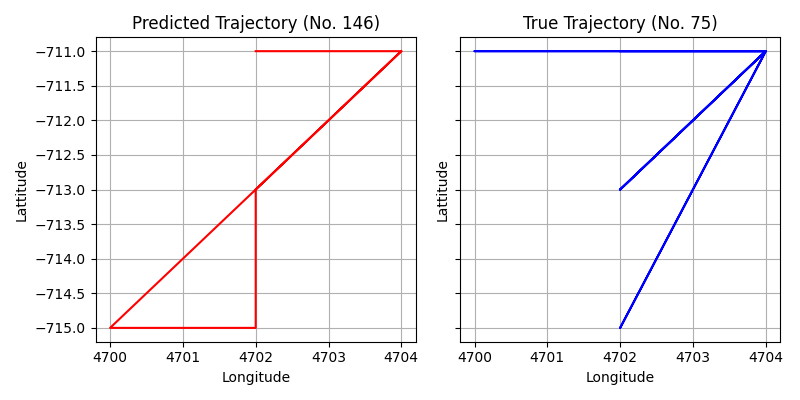 Predicted Trajectory (No. 146)
True Trajectory (No. 75)
Lattitude
−711.0
−711.5
−712.0
−712.5
−713.0
−713.5
−714.0
−714.5
−715.0
4700 4701 4702 4703 4704
Longitude
Lattitude
4700 4701 4702 4703 4704
Longitude